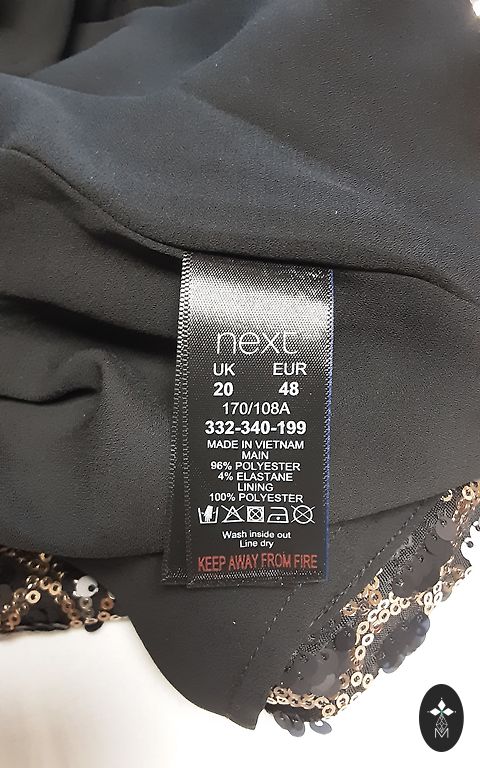 next
UK EUR
20 48
170/108A
332-340-199
MADE IN VIETNAM
MAIN
96% POLYESTER
4% ELASTANE
LINING
100% POLYESTER
Wash inside out
Line dry
KEEP AWAY FROM FIRE
M